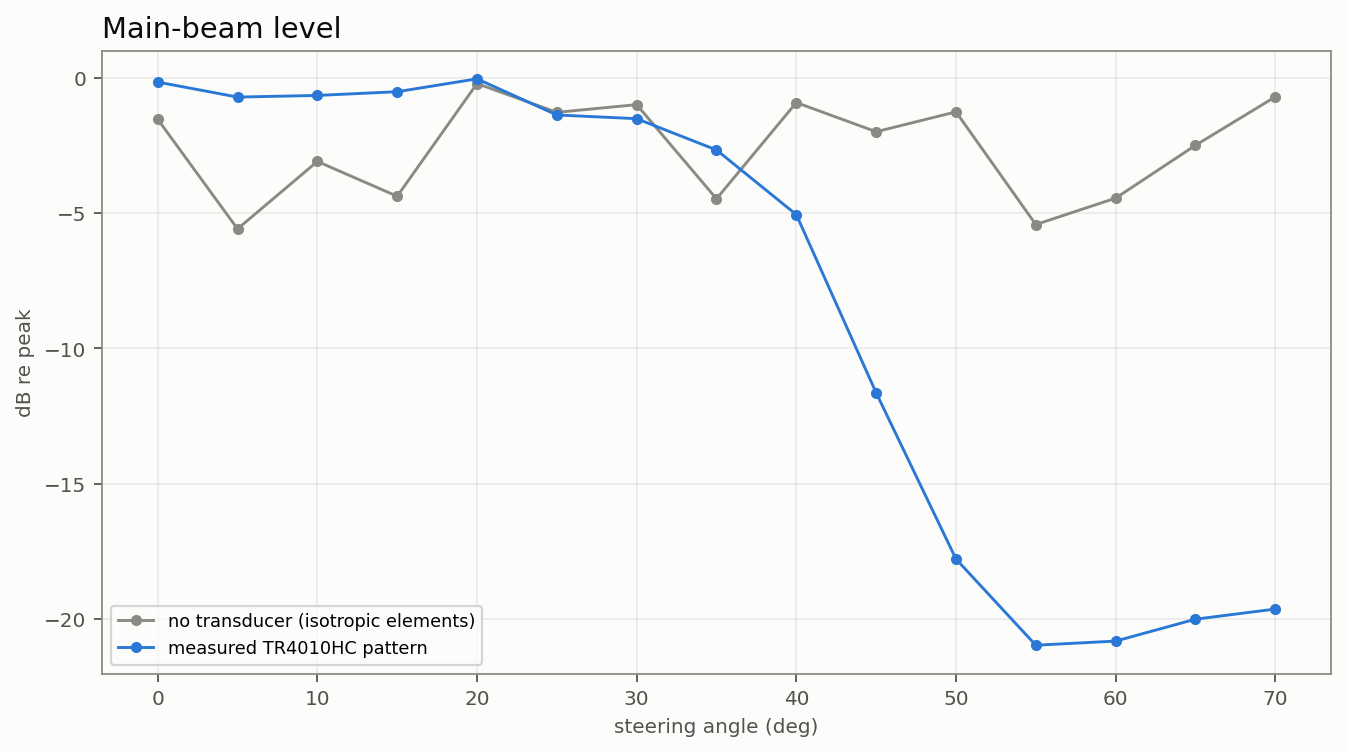 Main-beam level
dB re peak
0
−5
−10
−15
−20
no transducer (isotropic elements)
measured TR4010HC pattern
0 10 20 30 40 50 60 70
steering angle (deg)